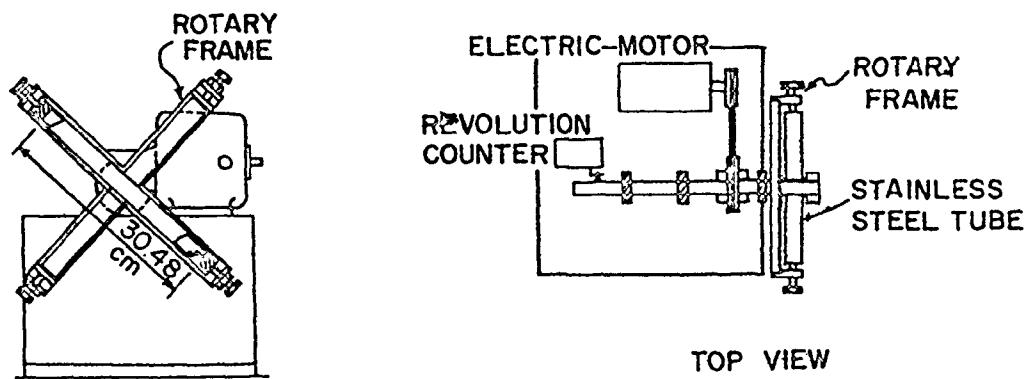 ROTARY
FRAME
30.48
cm
ELECTRIC-MOTOR
REVOLUTION
COUNTER
ROTARY
FRAME
STAINLESS
STEEL TUBE
TOP VIEW